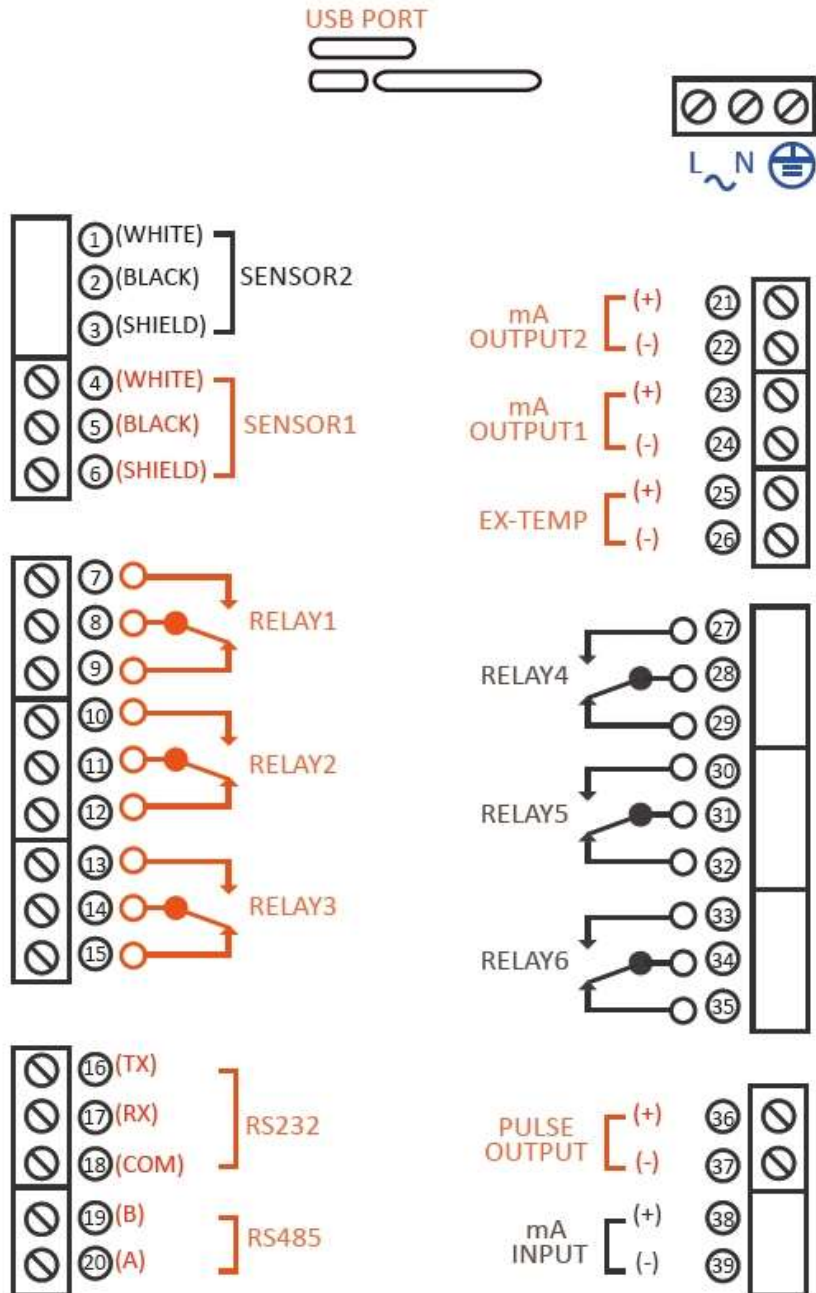 USB PORT
L N
1 (WHITE)
2 (BLACK) SENSOR2
3 (SHIELD)
4 (WHITE)
5 (BLACK) SENSOR1
6 (SHIELD)
7
8 RELAY1
9
10
11 RELAY2
12
13
14 RELAY3
15
16 (TX)
17 (RX) RS232
18 (COM)
19 (B)
RS485
20 (A)
mA
OUTPUT2
(+) 21
(-) 22
mA
OUTPUT1
(+) 23
(-) 24
EX-TEMP
(+) 25
(-) 26
27
RELAY4 28
29
30
RELAY5 31
32
33
RELAY6 34
35
PULSE
OUTPUT
(+) 36
(-) 37
mA
INPUT
(+) 38
(-) 39